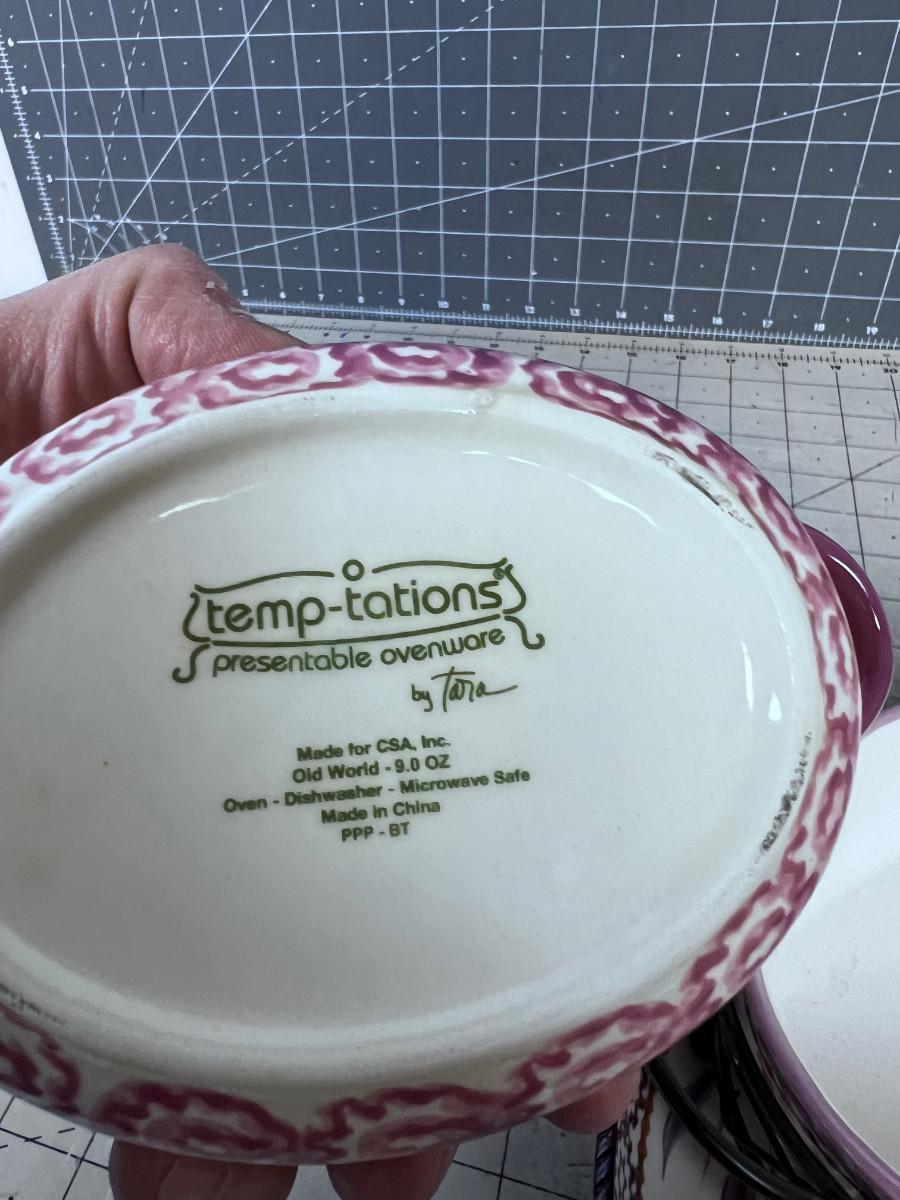 temp-tations®
presentable ovenware
by Tara
Made for CSA, Inc.
Old World - 9.0 OZ
Oven - Dishwasher - Microwave Safe
Made in China
PPP - BT